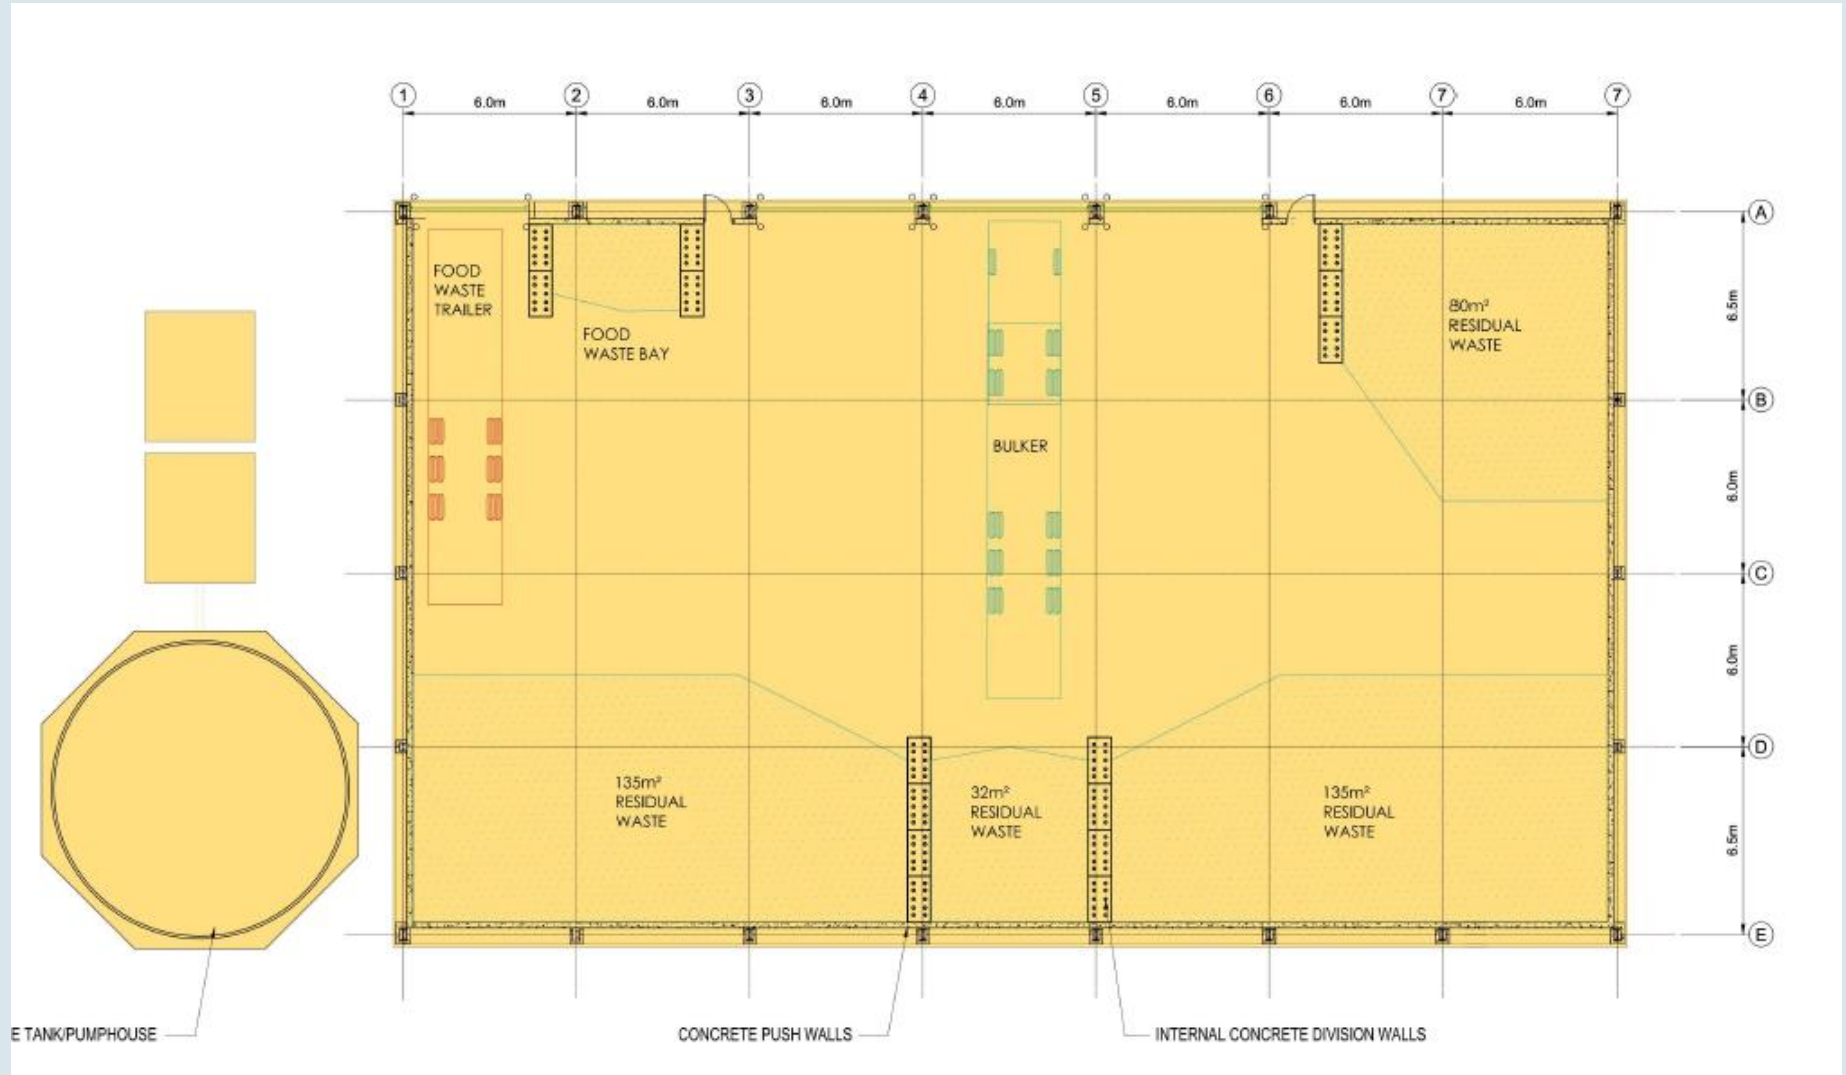 1 6.0m 2 6.0m 3 6.0m 4 6.0m 5 6.0m 6 6.0m 7 6.0m 7
A
6.5m
B
6.0m
C
6.0m
D
6.5m
E
FOOD
WASTE
TRAILER
FOOD
WASTE BAY
BULKER
80m²
RESIDUAL
WASTE
135m²
RESIDUAL
WASTE
32m²
RESIDUAL
WASTE
135m²
RESIDUAL
WASTE
E TANK/PUMPHOUSE
CONCRETE PUSH WALLS
INTERNAL CONCRETE DIVISION WALLS